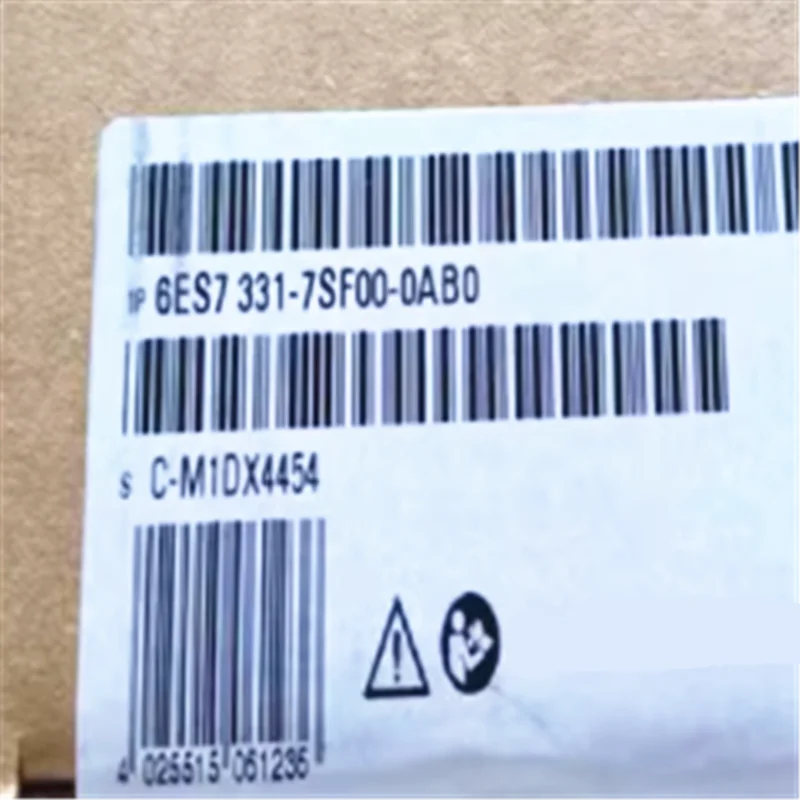 1P 6ES7 331-7SF00-0AB0
S C-M1DX4454
4 025515 061236